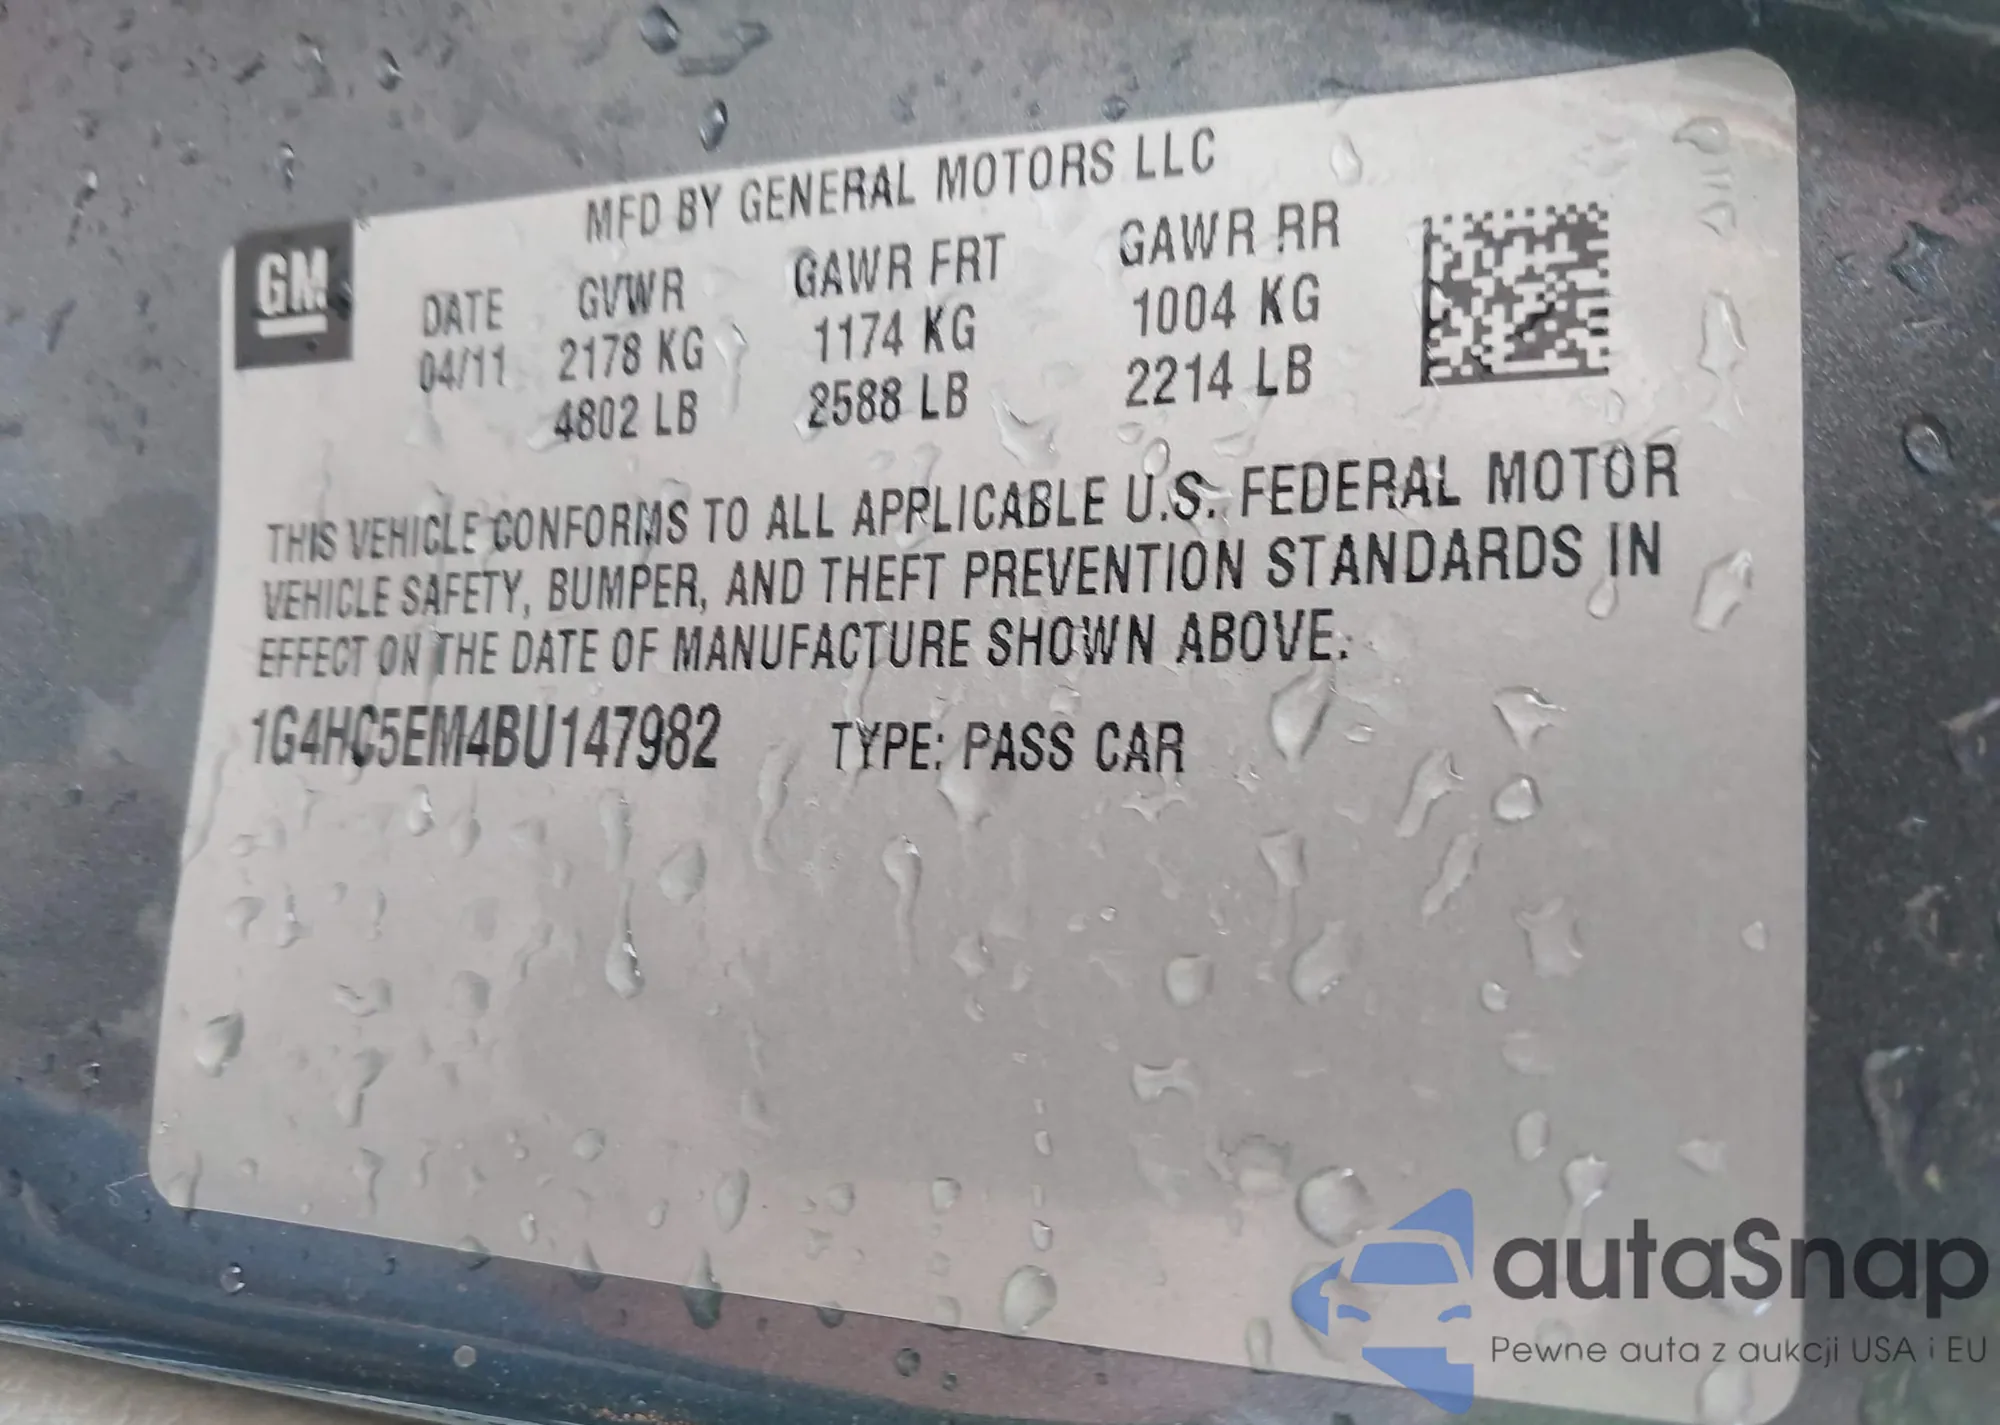 MFD BY GENERAL MOTORS LLC
GM
DATE GVWR GAWR FRT GAWR RR
04/11 2178 KG 1174 KG 1004 KG
4802 LB 2588 LB 2214 LB
THIS VEHICLE CONFORMS TO ALL APPLICABLE U.S. FEDERAL MOTOR
VEHICLE SAFETY, BUMPER, AND THEFT PREVENTION STANDARDS IN
EFFECT ON THE DATE OF MANUFACTURE SHOWN ABOVE.
1G4HC5EM4BU147982 TYPE: PASS CAR
autaSnap
Pewne auta z aukcji USA i EU